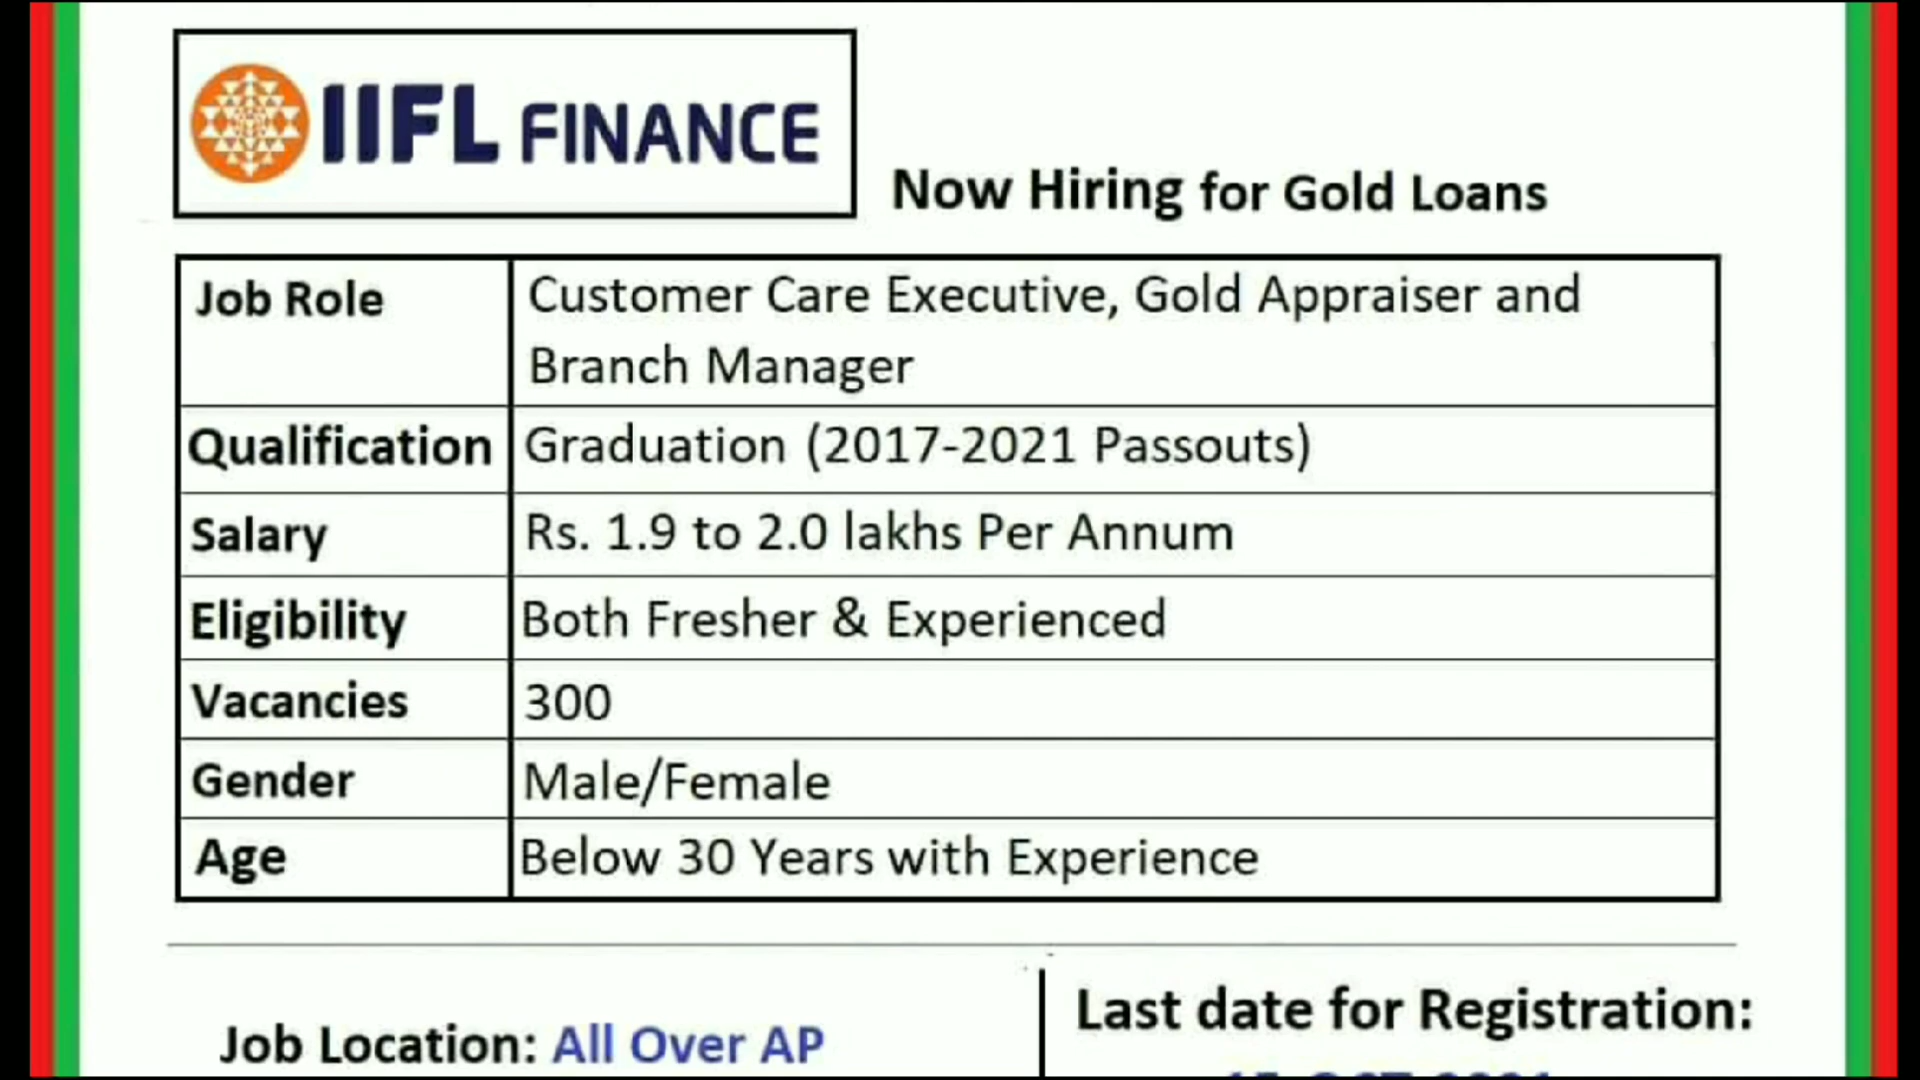 IIFL FINANCE
Now Hiring for Gold Loans
Job Role
Customer Care Executive, Gold Appraiser and
Branch Manager
Qualification
Graduation (2017-2021 Passouts)
Salary
Rs. 1.9 to 2.0 lakhs Per Annum
Eligibility
Both Fresher & Experienced
Vacancies
300
Gender
Male/Female
Age
Below 30 Years with Experience
Job Location: All Over AP
Last date for Registration: